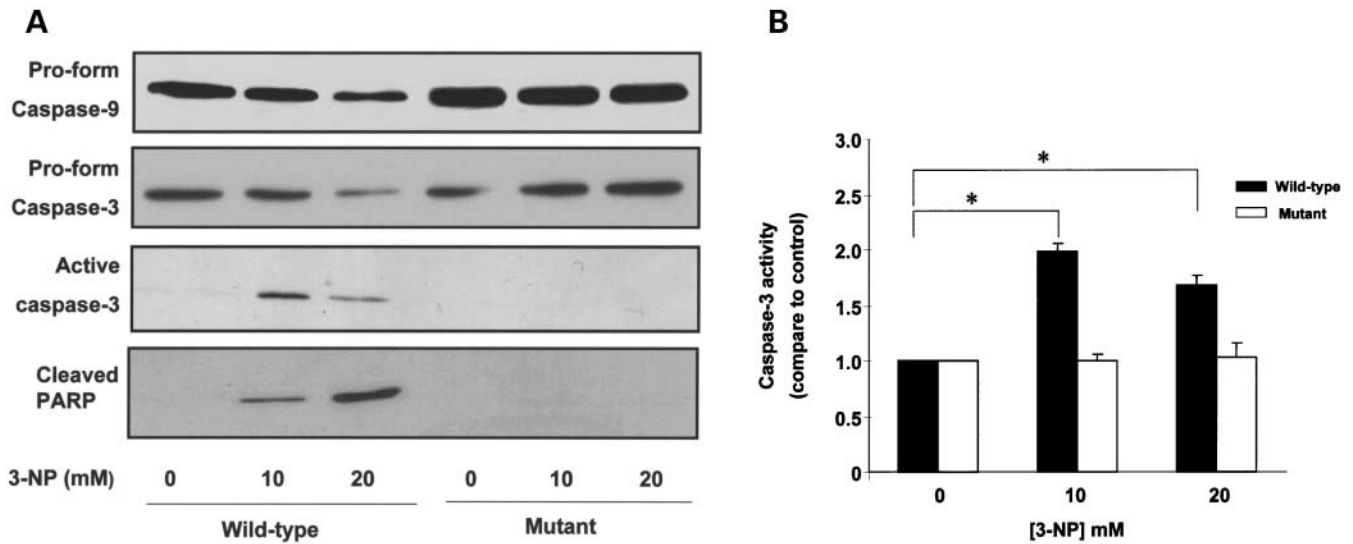 A
Pro-form
Caspase-9
Pro-form
Caspase-3
Active
caspase-3
Cleaved
PARP
3-NP (mM) 0 10 20 0 10 20
Wild-type Mutant
B
3.0
2.5
2.0
1.5
1.0
0.5
0
Caspase-3 activity
(compare to control)
*
*
Wild-type
Mutant
0 10 20
[3-NP] mM